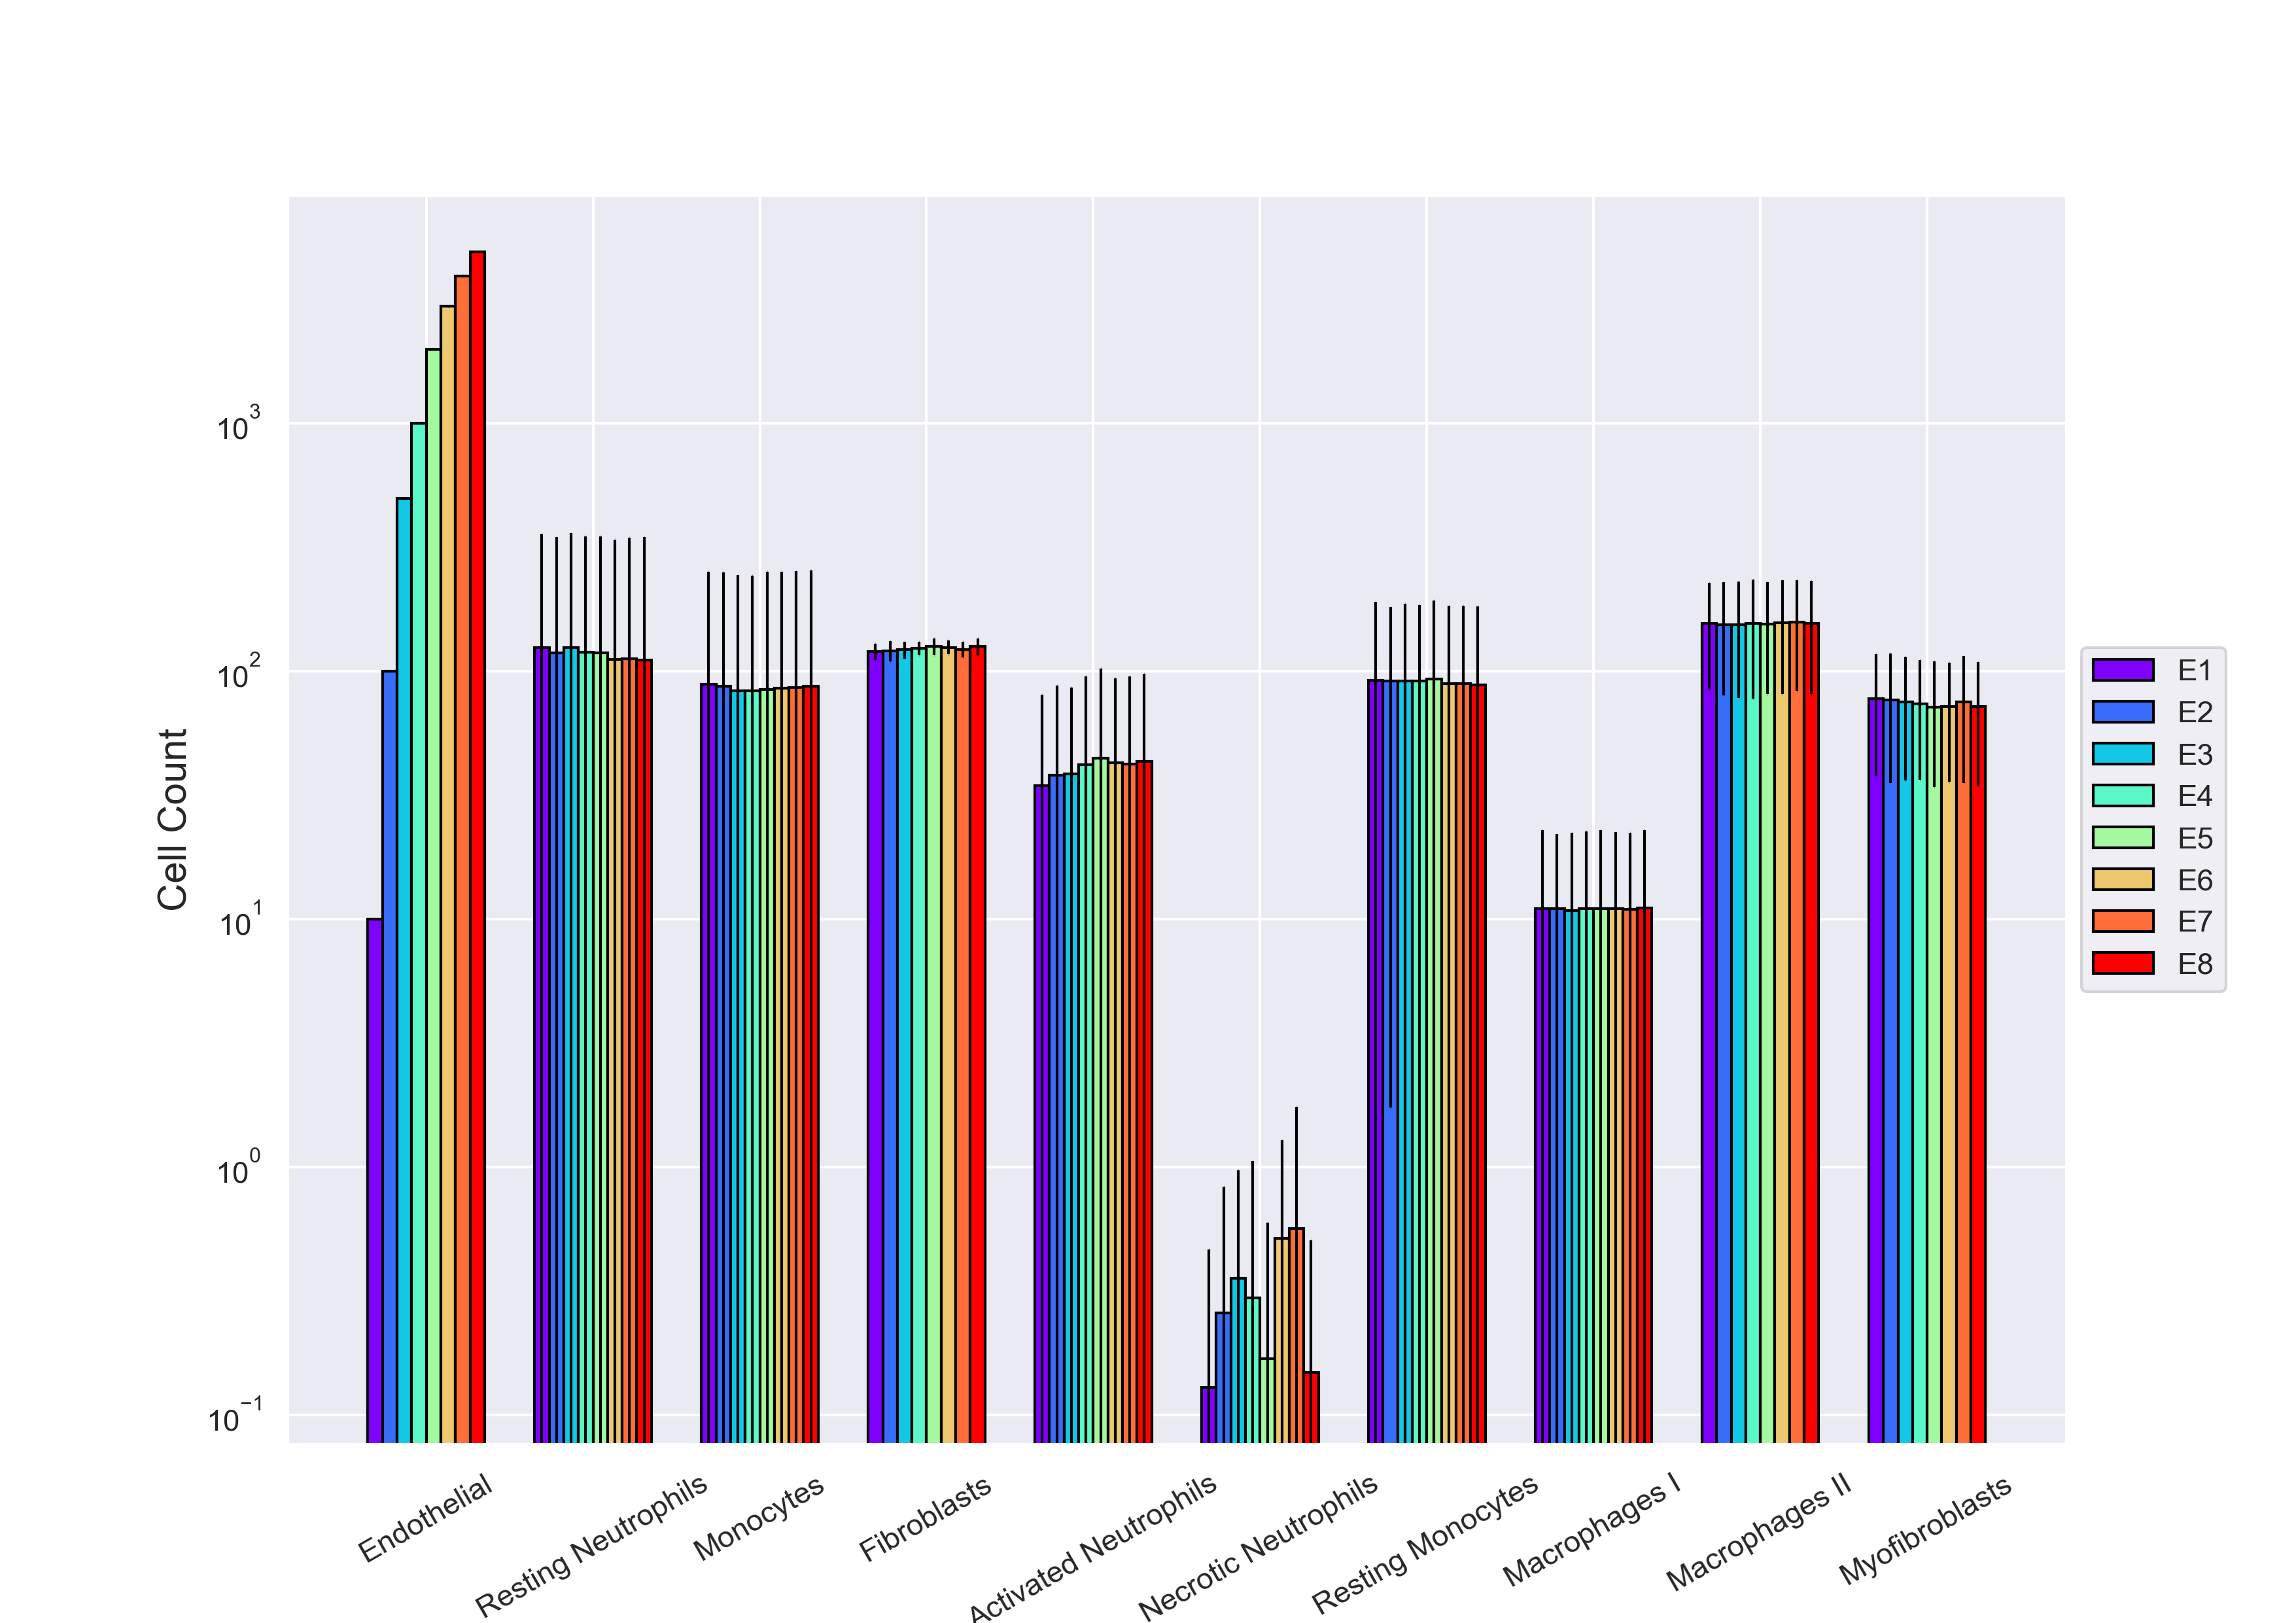 Cell Count
10^3
10^2
10^1
10^0
10^−1
Endothelial
Resting Neutrophils
Monocytes
Fibroblasts
Activated Neutrophils
Necrotic Neutrophils
Resting Monocytes
Macrophages I
Macrophages II
Myofibroblasts
E1
E2
E3
E4
E5
E6
E7
E8